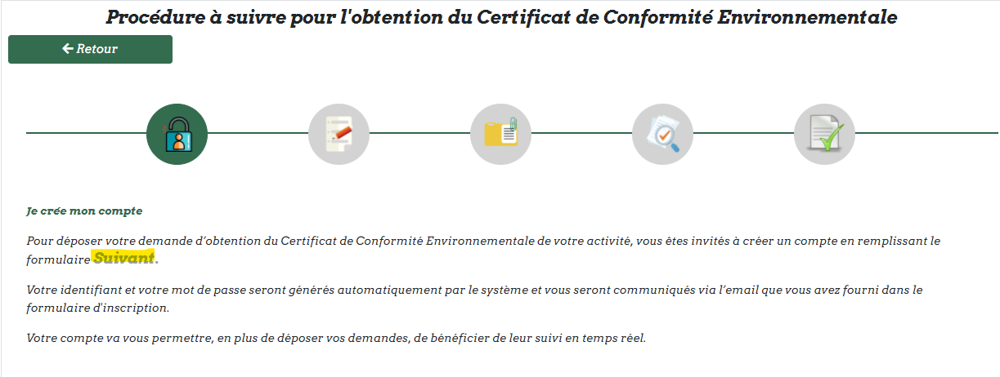 Procédure à suivre pour l'obtention du Certificat de Conformité Environnementale
Retour
Je crée mon compte
Pour déposer votre demande d’obtention du Certificat de Conformité Environnementale de votre activité, vous êtes invités à créer un compte en remplissant le
formulaire Suivant.
Votre identifiant et votre mot de passe seront générés automatiquement par le système et vous seront communiqués via l’email que vous avez fourni dans le
formulaire d'inscription.
Votre compte va vous permettre, en plus de déposer vos demandes, de bénéficier de leur suivi en temps réel.